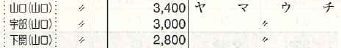 山口(山口) 〃 3,400 ヤマウチ
宇部(山口) 〃 3,000 〃
下関(山口) 〃 2,800 〃